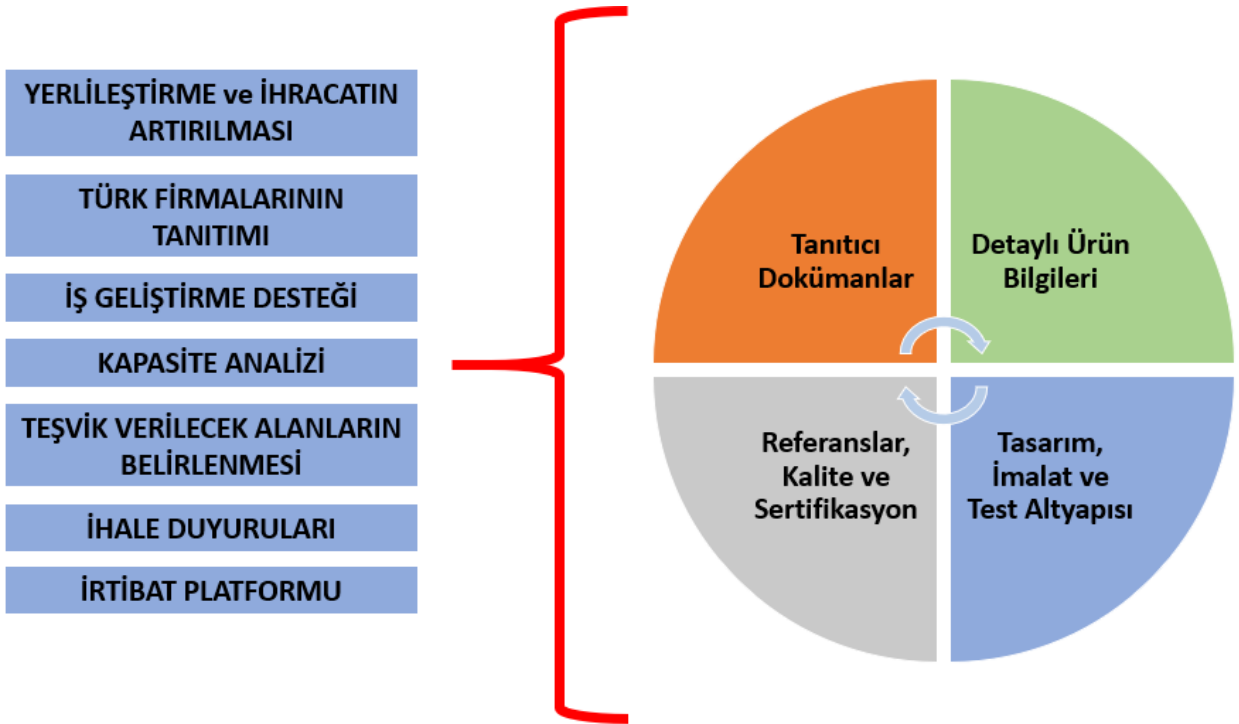 YERLİLEŞTİRME ve İHRACATIN
ARTIRILMASI
TÜRK FİRMALARININ
TANITIMI
İŞ GELİŞTİRME DESTEĞİ
KAPASİTE ANALİZİ
TEŞVİK VERİLECEK ALANLARIN
BELİRLENMESİ
İHALE DUYURULARI
İRTİBAT PLATFORMU
Tanıtıcı
Dokümanlar
Detaylı Ürün
Bilgileri
Referanslar,
Kalite ve
Sertifikasyon
Tasarım,
İmalat ve
Test Altyapısı